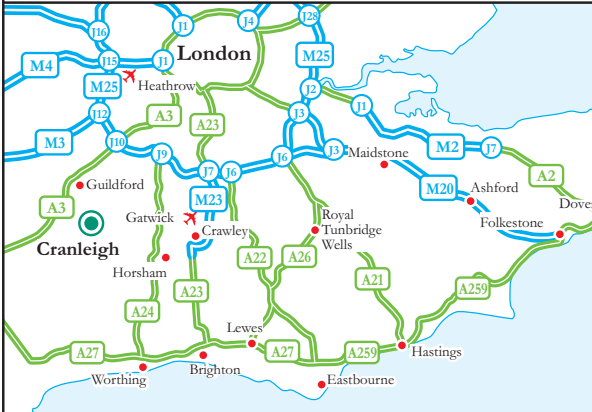 J1
J4
J28
J16
London
M25
M4
J15
J1
Heathrow
M25
J2
J1
J12
A3
A23
J3
M3
J10
J9
J6
J3
M2
J7
Maidstone
J7
J6
A2
Guildford
M20
Ashford
A3
M23
Gatwick
Royal
Tunbridge
Wells
Folkestone
Dove
Cranleigh
Crawley
Horsham
A22
A26
A21
A259
A24
A23
Lewes
A27
A27
A259
Hastings
Worthing
Brighton
Eastbourne